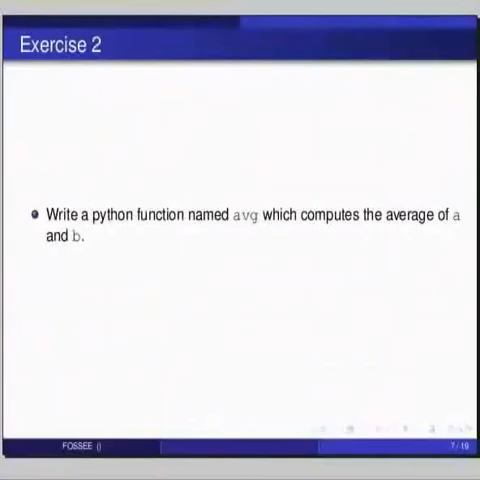 Exercise 2
Write a python function named avg which computes the average of a
and b.
FOSSEE ()
7 / 19